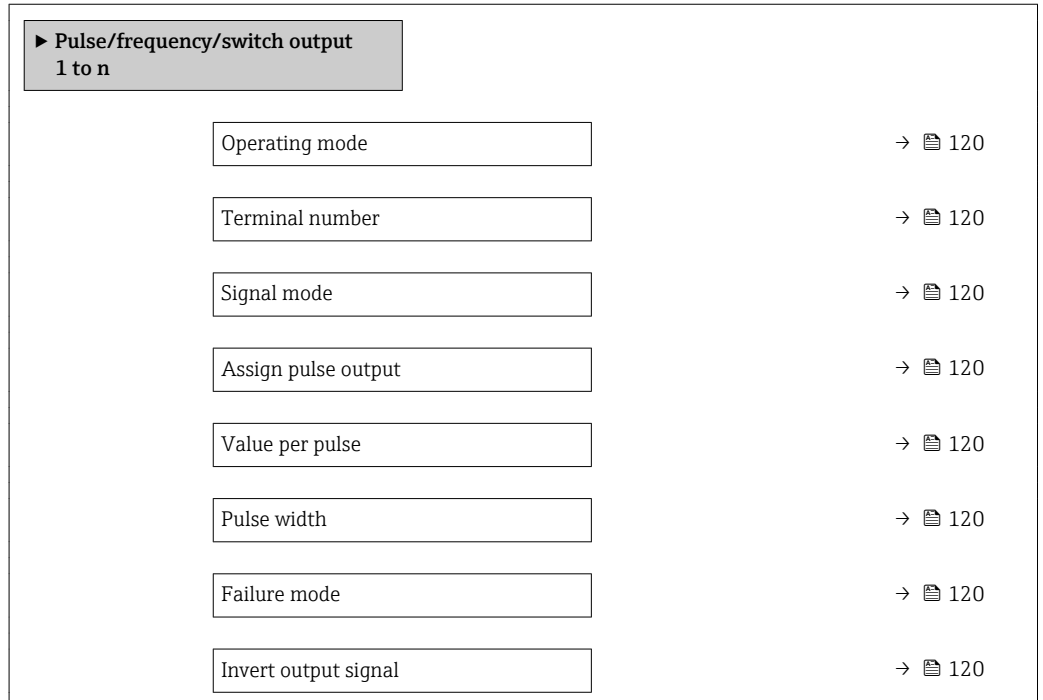 ▶ Pulse/frequency/switch output
1 to n
Operating mode → 120
Terminal number → 120
Signal mode → 120
Assign pulse output → 120
Value per pulse → 120
Pulse width → 120
Failure mode → 120
Invert output signal → 120